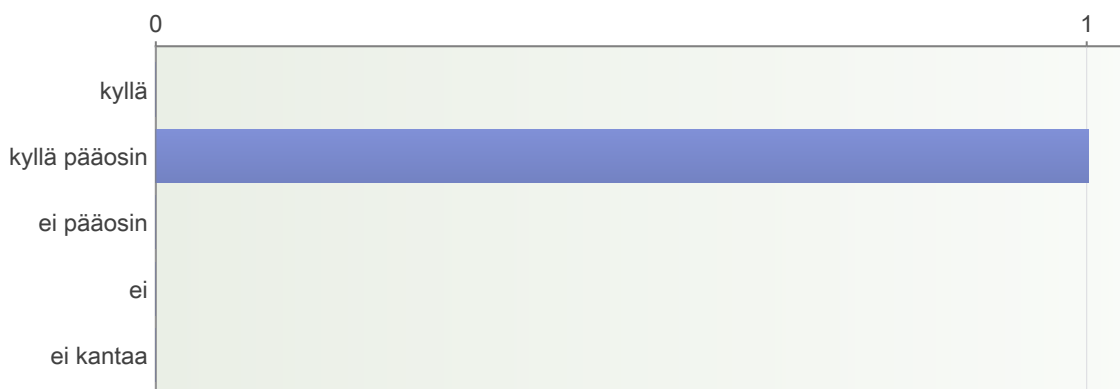 0 1
kyllä
kyllä pääosin
ei pääosin
ei
ei kantaa